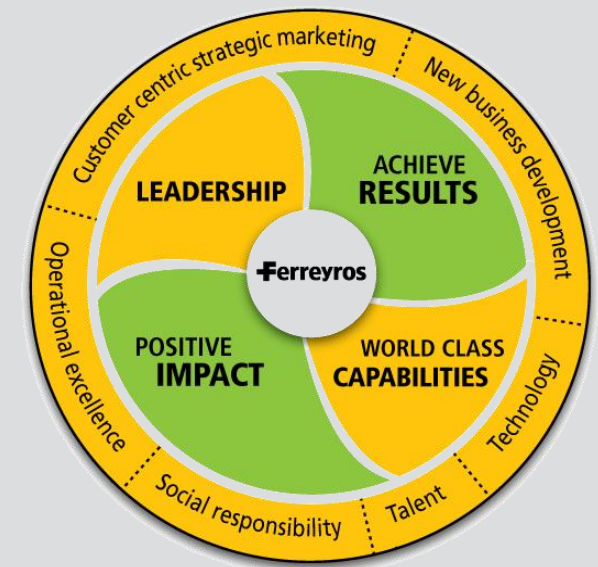 Customer centric strategic marketing
New business development
LEADERSHIP
ACHIEVE
RESULTS
Ferreyros
POSITIVE
IMPACT
WORLD CLASS
CAPABILITIES
Operational excellence
Social responsibility
Talent
Technology